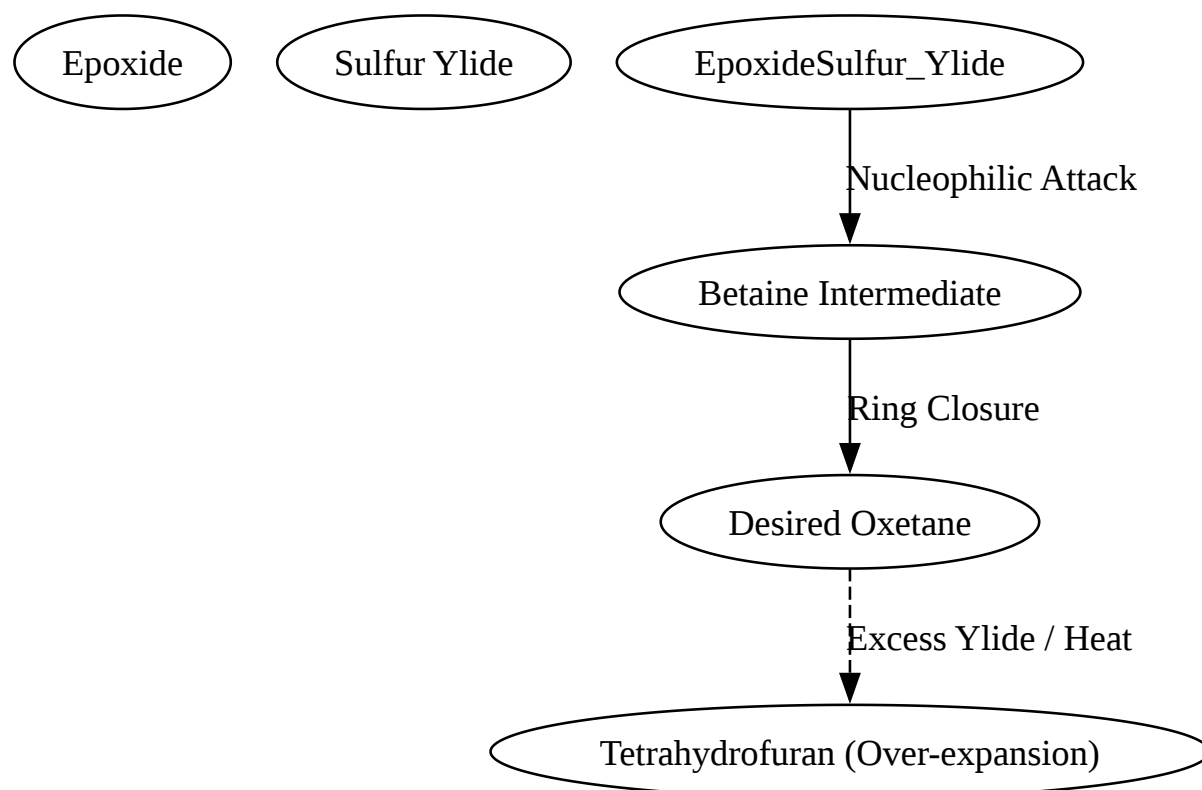 Epoxide
Sulfur Ylide
EpoxideSulfur_Ylide
Nucleophilic Attack
Betaine Intermediate
Ring Closure
Desired Oxetane
Excess Ylide / Heat
Tetrahydrofuran (Over-expansion)